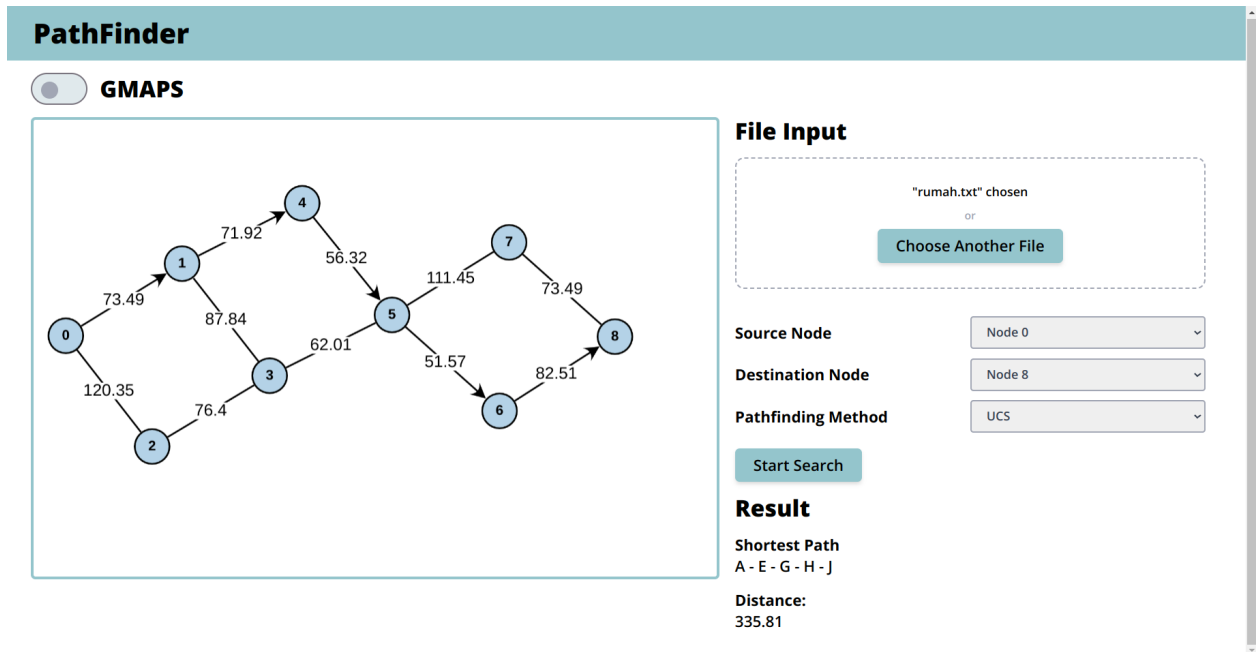 PathFinder
GMAPS
4
71.92
7
1
56.32
111.45
73.49
73.49
5
0
87.84
8
62.01
51.57
3
82.51
120.35
76.4
6
2
File Input
"rumah.txt" chosen
or
Choose Another File
Source Node
Node 0
Destination Node
Node 8
Pathfinding Method
UCS
Start Search
Result
Shortest Path
A - E - G - H - J
Distance:
335.81